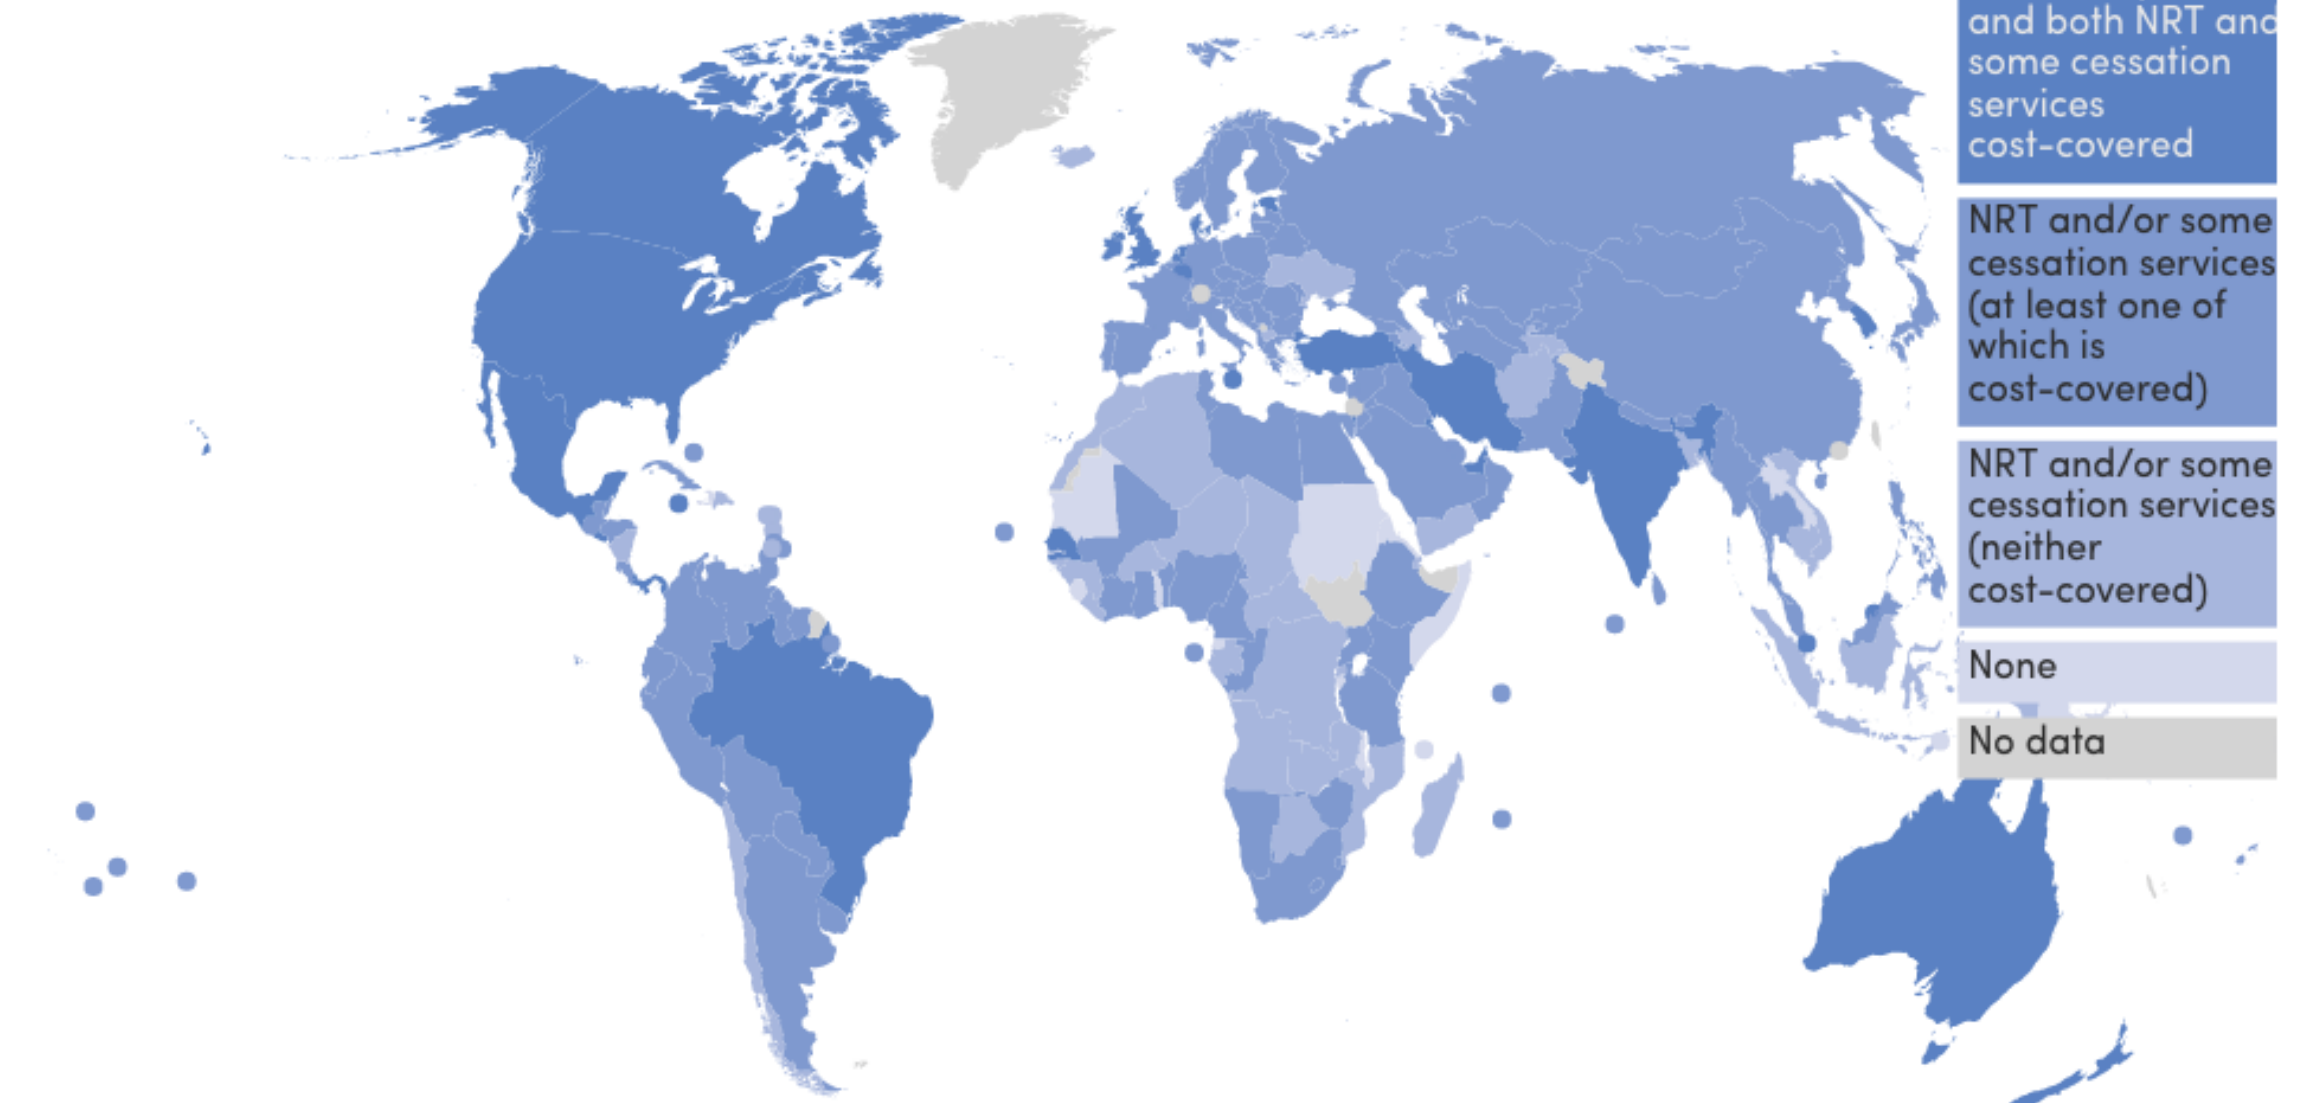 and both NRT and
some cessation
services
cost-covered
NRT and/or some
cessation services
(at least one of
which is
cost-covered)
NRT and/or some
cessation services
(neither
cost-covered)
None
No data